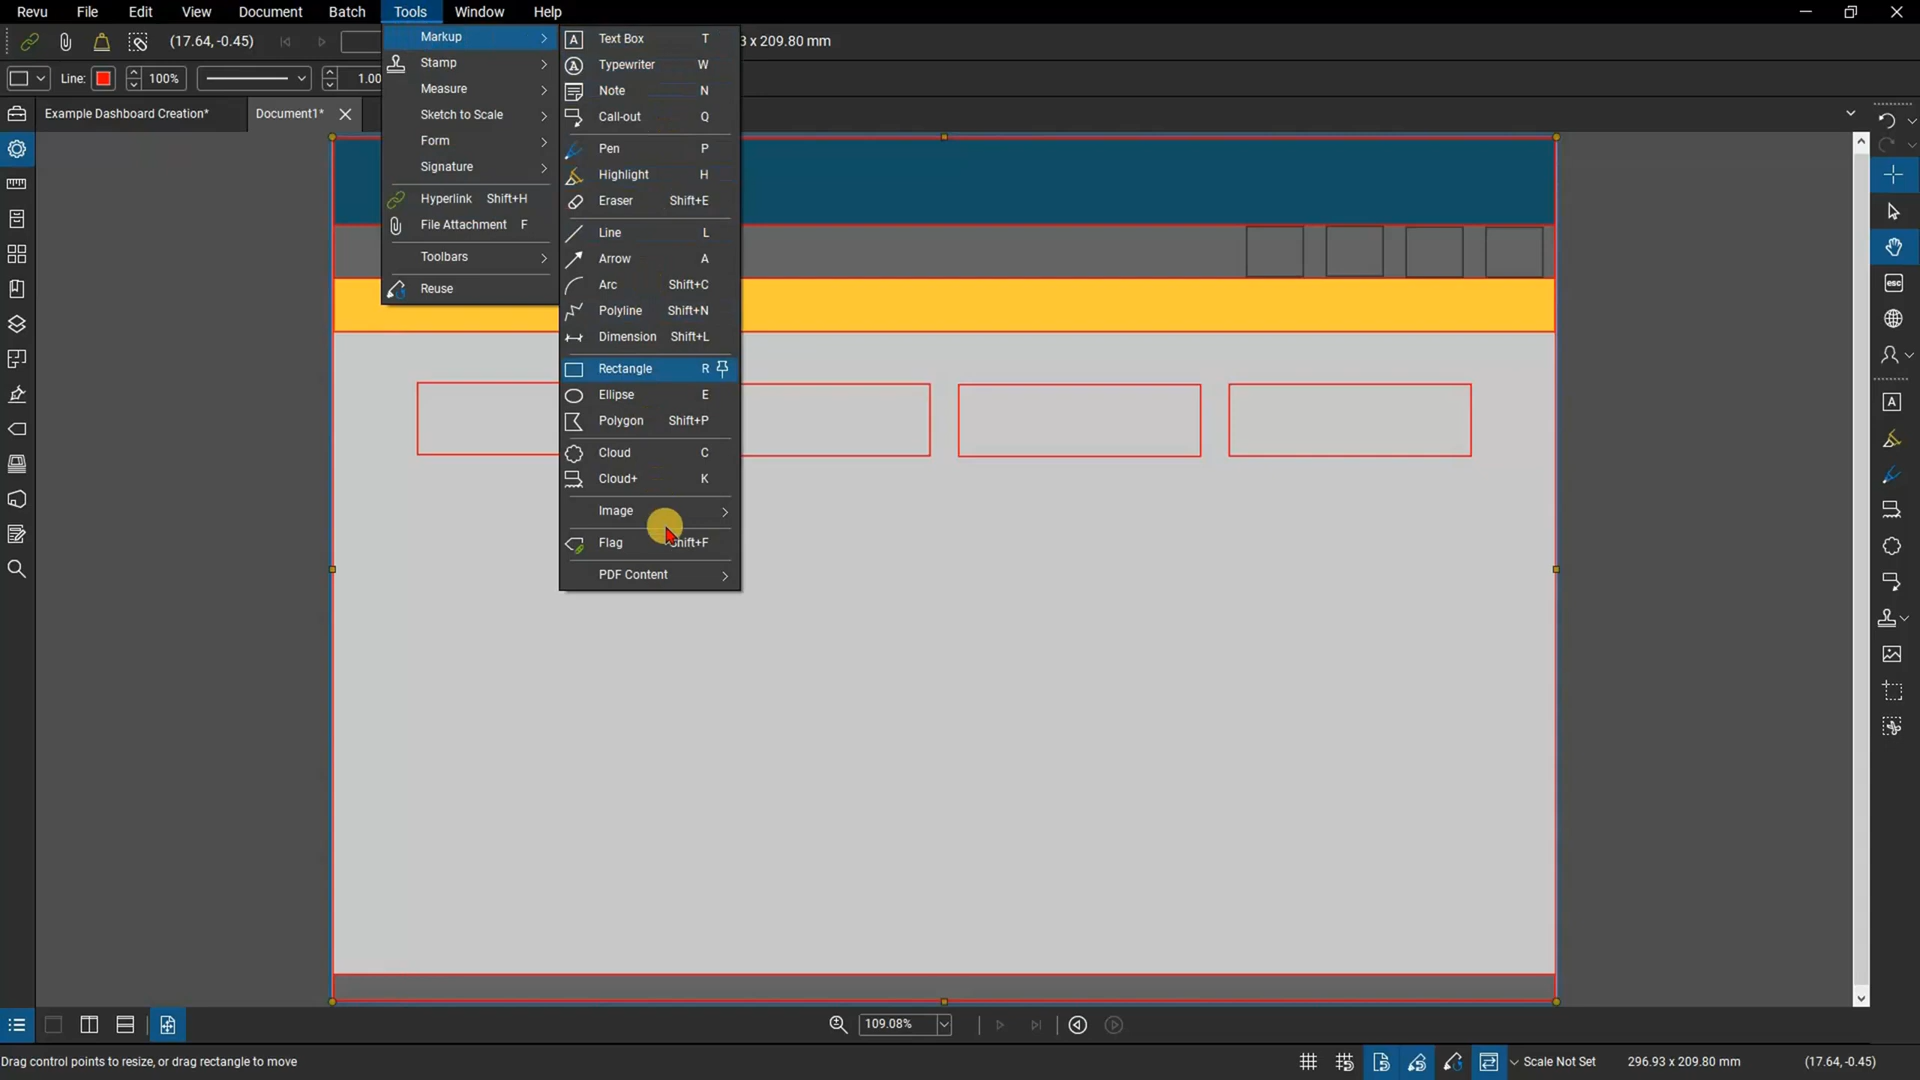 Revu File Edit View Document Batch Tools Window Help
(17.64, -0.45)
3 x 209.80 mm
Line: 100% 1.00
Example Dashboard Creation* Document1*
Markup
Stamp
Measure
Sketch to Scale
Form
Signature
Hyperlink Shift+H
File Attachment F
Toolbars
Reuse
A Text Box T
A Typewriter W
Note N
Call-out Q
Pen P
Highlight H
Eraser Shift+E
Line L
Arrow A
Arc Shift+C
Polyline Shift+N
Dimension Shift+L
Rectangle R
Ellipse E
Polygon Shift+P
Cloud C
Cloud+ K
Image
Flag Shift+F
PDF Content
esc
A
109.08%
Drag control points to resize, or drag rectangle to move
Scale Not Set 296.93 x 209.80 mm (17.64, -0.45)